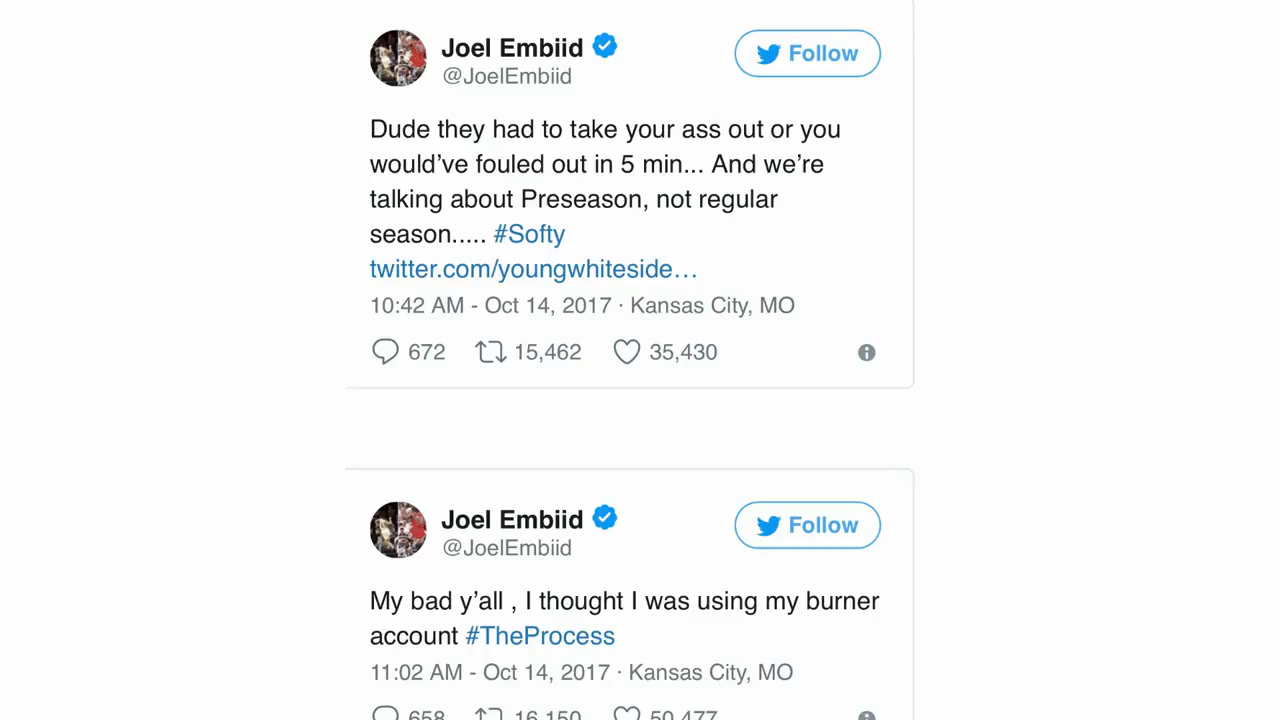 Joel Embiid
Follow
@JoelEmbiid
Dude they had to take your ass out or you
would’ve fouled out in 5 min... And we’re
talking about Preseason, not regular
season..... #Softy
twitter.com/youngwhiteside…
10:42 AM - Oct 14, 2017 · Kansas City, MO
672 15,462 35,430
Joel Embiid
Follow
@JoelEmbiid
My bad y’all , I thought I was using my burner
account #TheProcess
11:02 AM - Oct 14, 2017 · Kansas City, MO
658 16,150 50,477